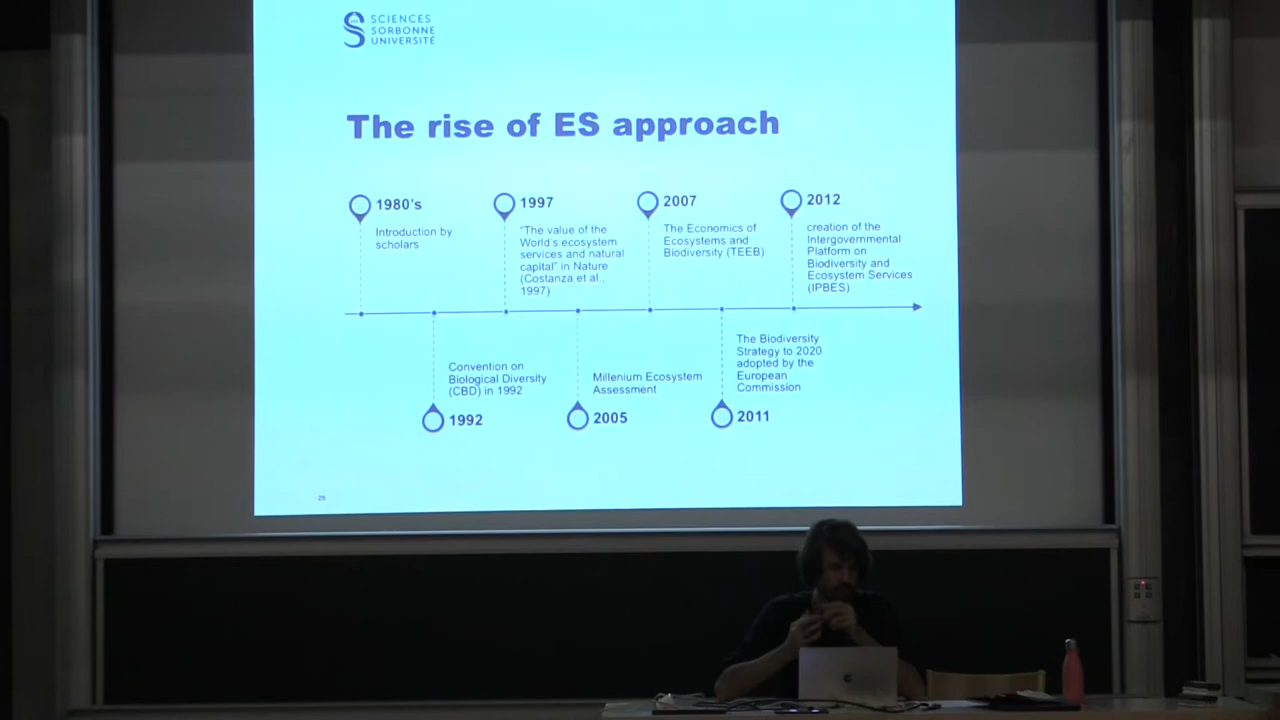 SCIENCES
SORBONNE
UNIVERSITÉ
The rise of ES approach
1980's
Introduction by
scholars
1997
"The value of the
World's ecosystem
services and natural
capital" in Nature
(Costanza et al.,
1997)
2007
The Economics of
Ecosystems and
Biodiversity (TEEB)
2012
creation of the
Intergovernmental
Platform on
Biodiversity and
Ecosystem Services
(IPBES)
Convention on
Biological Diversity
(CBD) in 1992
1992
Millenium Ecosystem
Assessment
2005
The Biodiversity
Strategy to 2020
adopted by the
European
Commission
2011